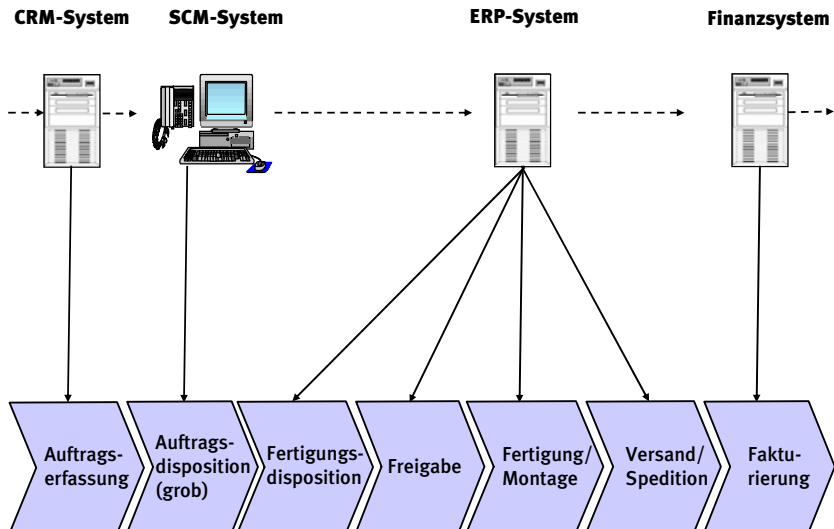 CRM-System
SCM-System
ERP-System
Finanzsystem
Auftrags-
erfassung
Auftrags-
disposition
(grob)
Fertigungs-
disposition
Freigabe
Fertigung/
Montage
Versand/
Spedition
Faktu-
rierung